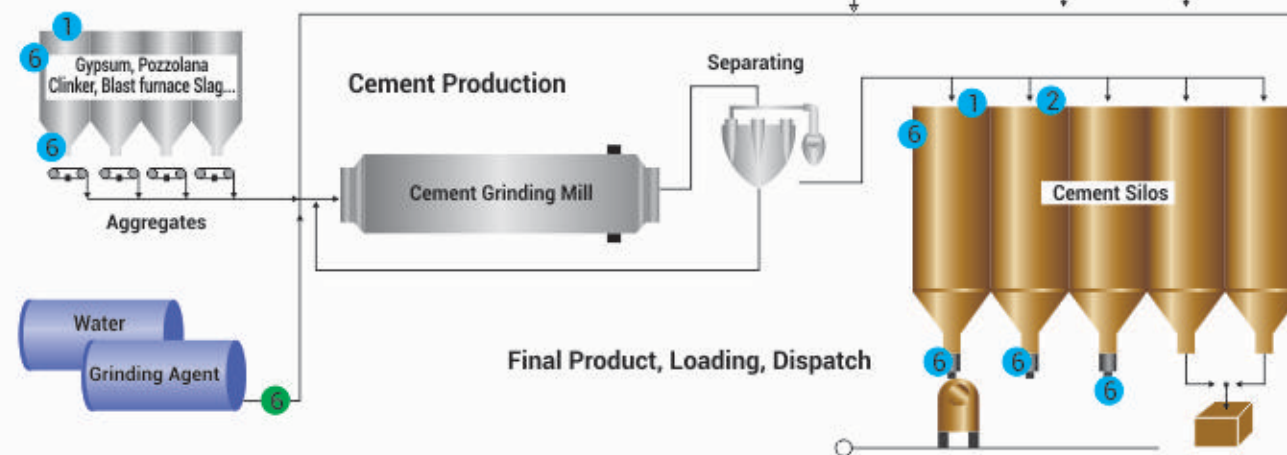 1
6
Gypsum, Pozzolana
Clinker, Blast furnace Slag...
6
Aggregates
Cement Production
Cement Grinding Mill
Separating
1
2
6
Cement Silos
Water
Grinding Agent
6
Final Product, Loading, Dispatch
6
6
6